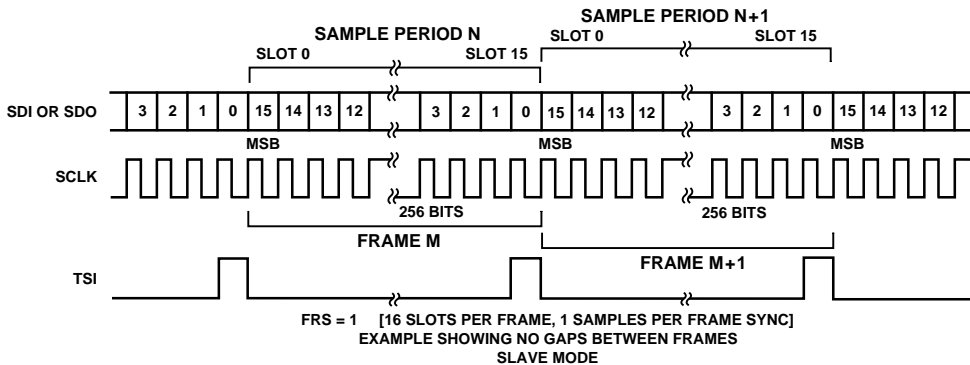 SAMPLE PERIOD N+1
SAMPLE PERIOD N
SLOT 0 SLOT 15 SLOT 0 SLOT 15
SDI OR SDO 3 2 1 0 15 14 13 12 3 2 1 0 15 14 13 12 3 2 1 0 15 14 13 12
MSB MSB MSB
SCLK
256 BITS 256 BITS
FRAME M
FRAME M+1
TSI
FRS = 1 [16 SLOTS PER FRAME, 1 SAMPLES PER FRAME SYNC]
EXAMPLE SHOWING NO GAPS BETWEEN FRAMES
SLAVE MODE